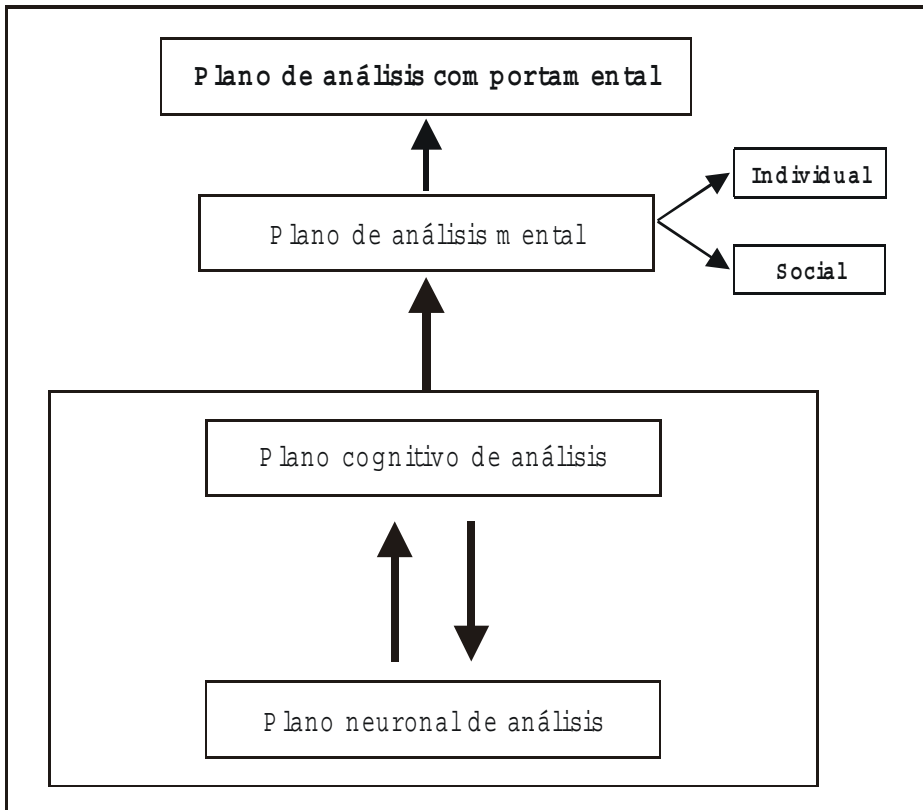 Plano de análisis comportamental
Individual
Plano de análisis mental
Social
Plano cognitivo de análisis
Plano neuronal de análisis